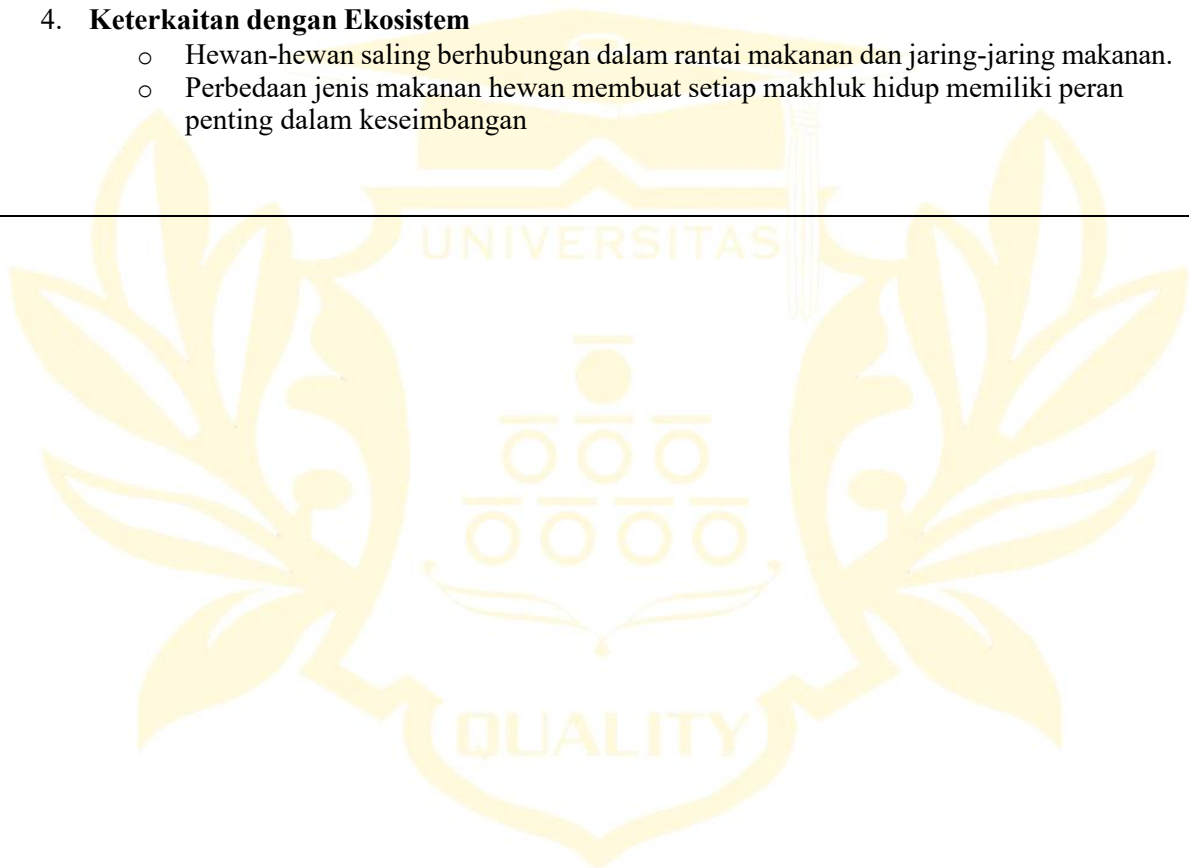 4. Keterkaitan dengan Ekosistem
o Hewan-hewan saling berhubungan dalam rantai makanan dan jaring-jaring makanan.
o Perbedaan jenis makanan hewan membuat setiap makhluk hidup memiliki peran
penting dalam keseimbangan
UNIVERSITAS
QUALITY